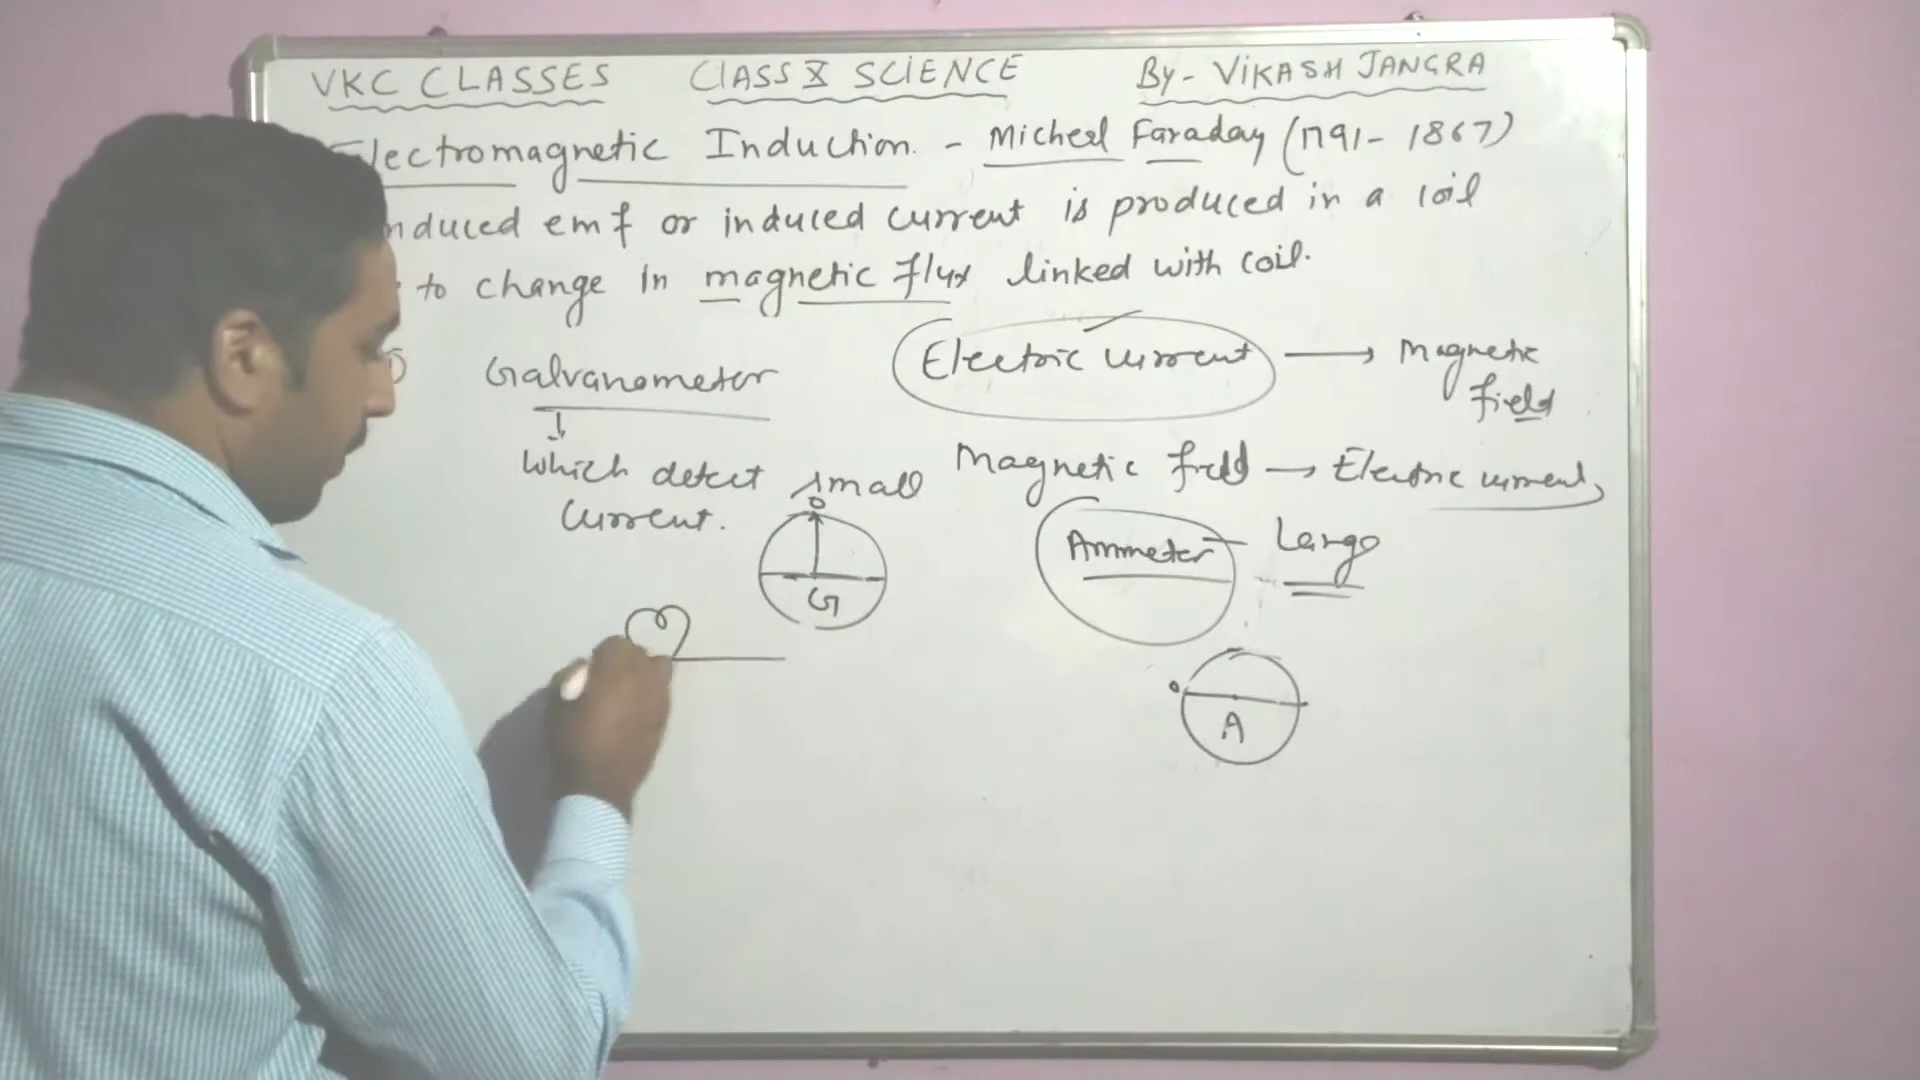 VKC CLASSES CLASS X SCIENCE By- VIKASH JANGRA
Electromagnetic Induction. - Micheal Faraday (1791- 1867)
nduced emf or induced current is produced in a coil
to change in magnetic flux linked with coil.
Galvanometer
Electric current → Magnetic
field
which detect small
current.
Magnetic field → Electric current
Ammeter - Large
0
G
0
A